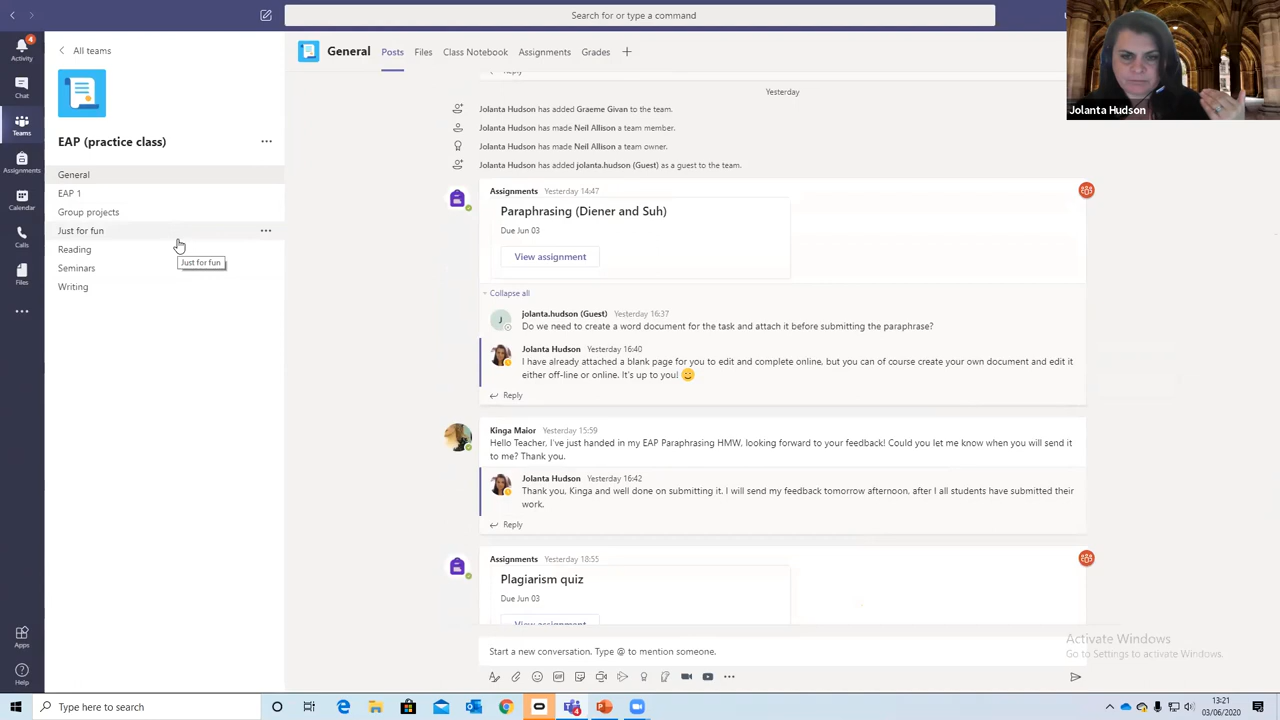 Search for or type a command
4
Activity
Chat
Teams
Assignments
Calendar
Calls
Files
Apps
Help
All teams
EAP (practice class)
General
EAP 1
Group projects
Just for fun
Reading
Just for fun
Seminars
Writing
General Posts Files Class Notebook Assignments Grades
Yesterday
Jolanta Hudson has added Graeme Givan to the team.
Jolanta Hudson has made Neil Allison a team member.
Jolanta Hudson has made Neil Allison a team owner.
Jolanta Hudson has added jolanta.hudson (Guest) as a guest to the team.
Assignments Yesterday 14:47
Paraphrasing (Diener and Suh)
Due Jun 03
View assignment
Collapse all
J
jolanta.hudson (Guest) Yesterday 16:37
Do we need to create a word document for the task and attach it before submitting the paraphrase?
Jolanta Hudson Yesterday 16:40
I have already attached a blank page for you to edit and complete online, but you can of course create your own document and edit it
either off-line or online. It's up to you!
Reply
Kinga Maior Yesterday 15:59
Hello Teacher, I've just handed in my EAP Paraphrasing HMW, looking forward to your feedback! Could you let me know when you will send it
to me? Thank you.
Jolanta Hudson Yesterday 16:42
Thank you, Kinga and well done on submitting it. I will send my feedback tomorrow afternoon, after I all students have submitted their
work.
Reply
Assignments Yesterday 18:55
Plagiarism quiz
Due Jun 03
View assignment
Start a new conversation. Type @ to mention someone.
Jolanta Hudson
Activate Windows
Go to Settings to activate Windows.
Type here to search
13:21
03/06/2020